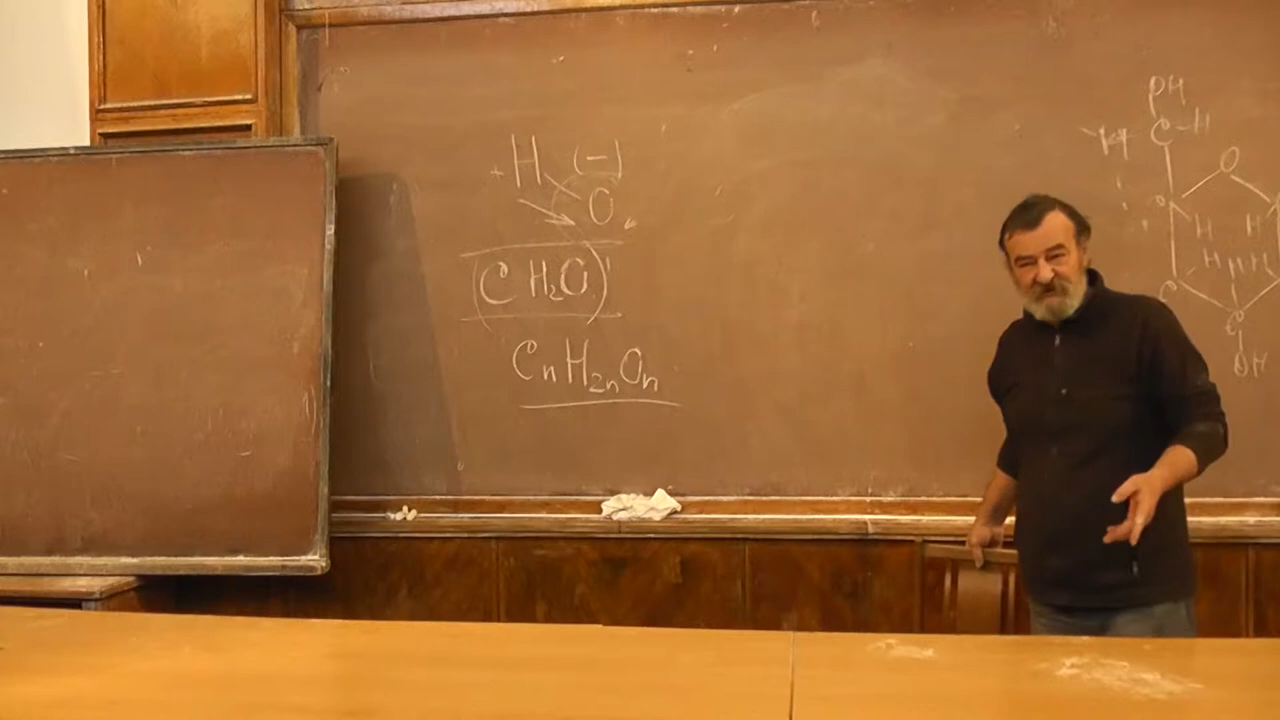 + H (-)
O
(CH₂O)
CₙH₂ₙOₙ
OH
C-H
O
H H
H H H
C C
OH